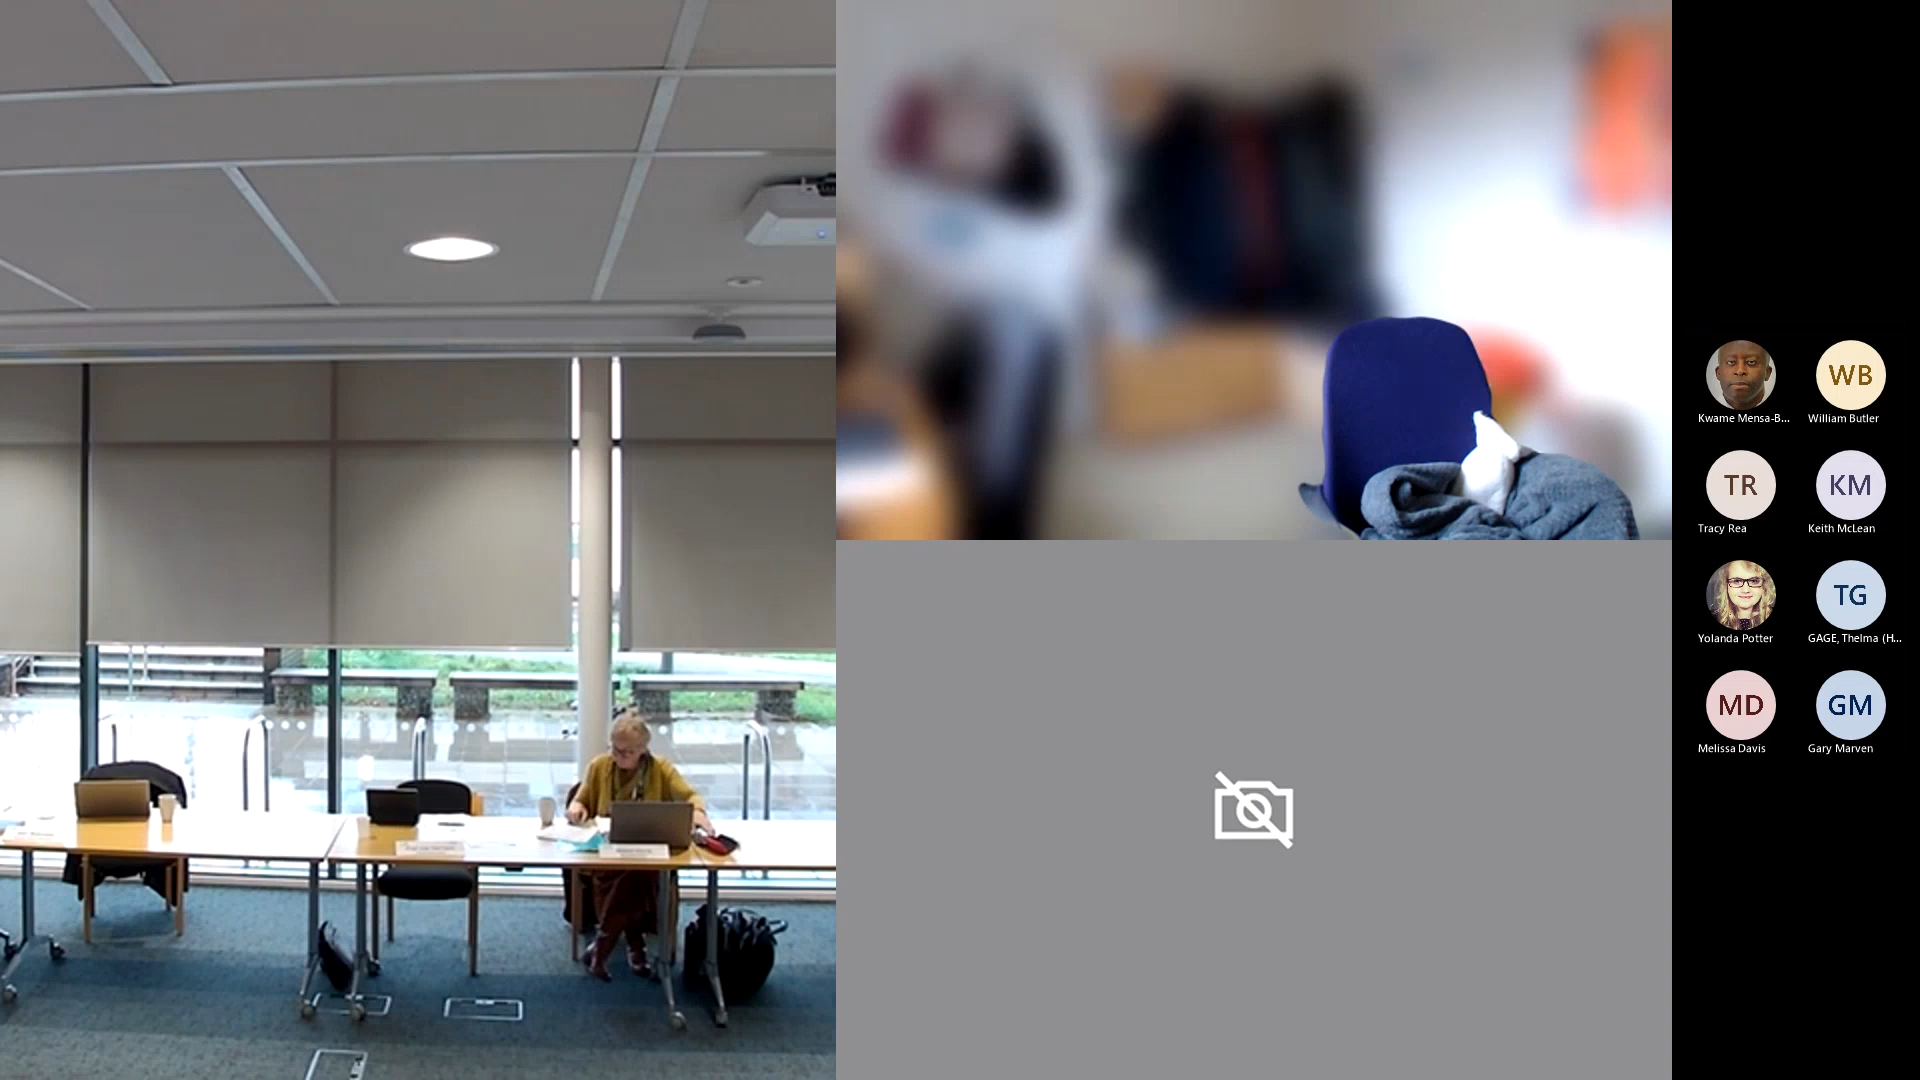 Kwame Mensa-B...
WB
William Butler
TR
Tracy Rea
KM
Keith McLean
Yolanda Potter
TG
GAGE, Thelma (H...
MD
Melissa Davis
GM
Gary Marven